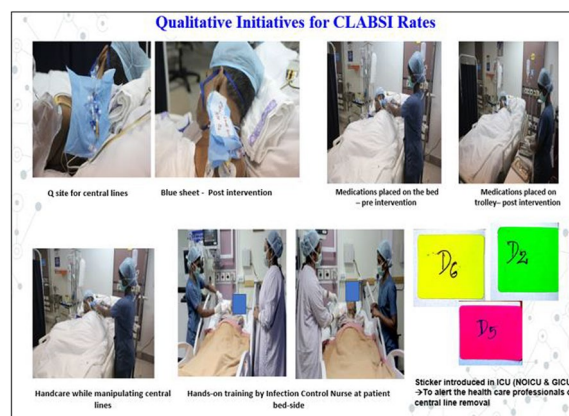 Qualitative Initiatives for CLABSI Rates
Q site for central lines
Blue sheet - Post intervention
Medications placed on the bed
– pre intervention
Medications placed on
trolley– post intervention
D6
D2
D5
Handcare while manipulating central
lines
Hands-on training by Infection Control Nurse at patient
bed-side
Sticker introduced in ICU (NOICU & GICU
→To alert the health care professionals
central line removal